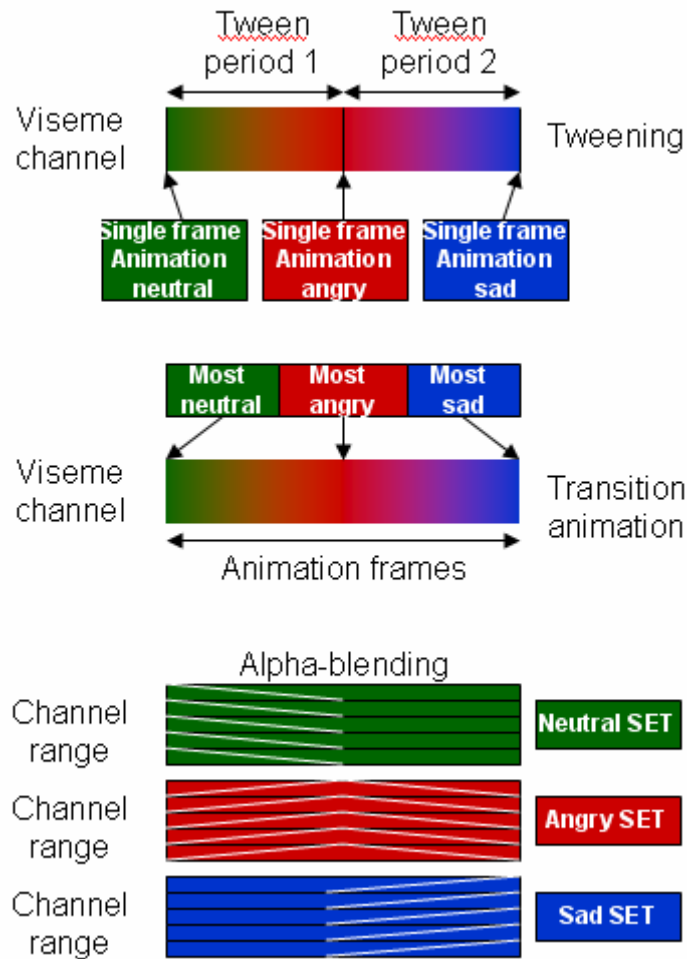 Tween
period 1
Tween
period 2
Viseme
channel
Tweening
Single frame
Animation
neutral
Single frame
Animation
angry
Single frame
Animation
sad
Most
neutral
Most
angry
Most
sad
Viseme
channel
Transition
animation
Animation frames
Alpha-blending
Channel
range
Neutral SET
Channel
range
Angry SET
Channel
range
Sad SET